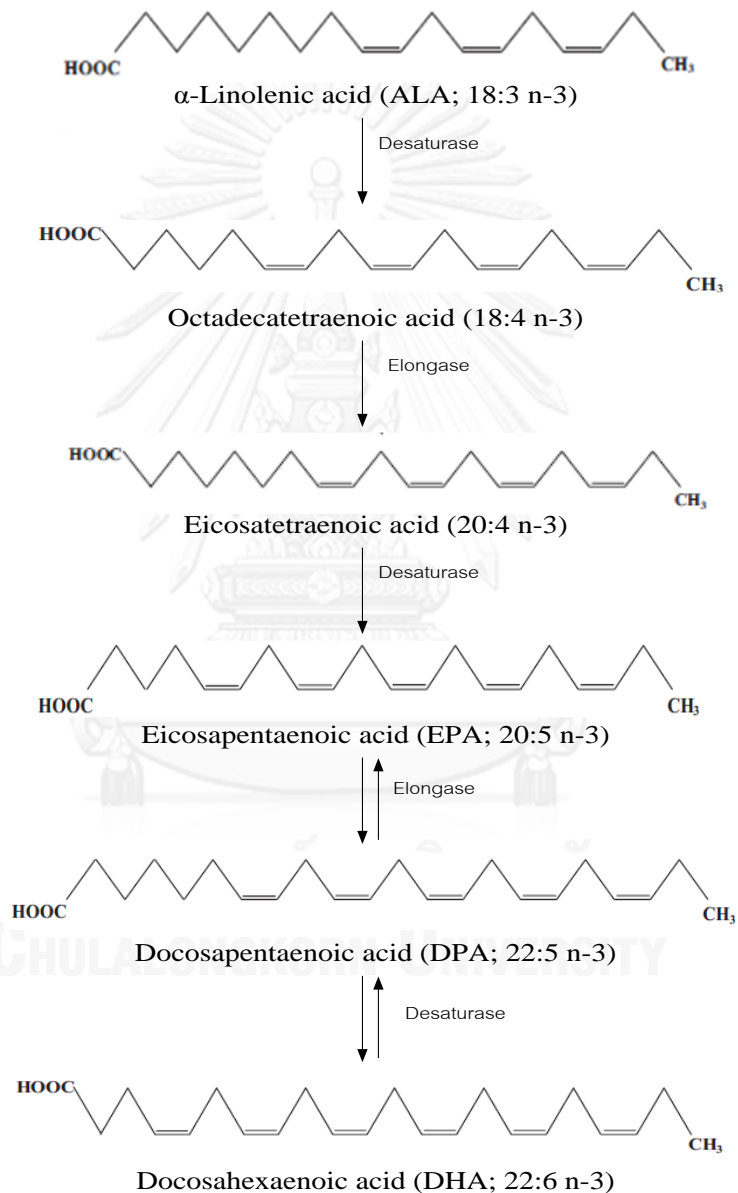 HOOC CH₃
α-Linolenic acid (ALA; 18:3 n-3)
Desaturase
HOOC CH₃
Octadecatetraenoic acid (18:4 n-3)
Elongase
HOOC CH₃
Eicosatetraenoic acid (20:4 n-3)
Desaturase
HOOC CH₃
Eicosapentaenoic acid (EPA; 20:5 n-3)
Elongase
HOOC CH₃
CHULALONGKORN UNIVERSITY
Docosapentaenoic acid (DPA; 22:5 n-3)
Desaturase
HOOC CH₃
Docosahexaenoic acid (DHA; 22:6 n-3)